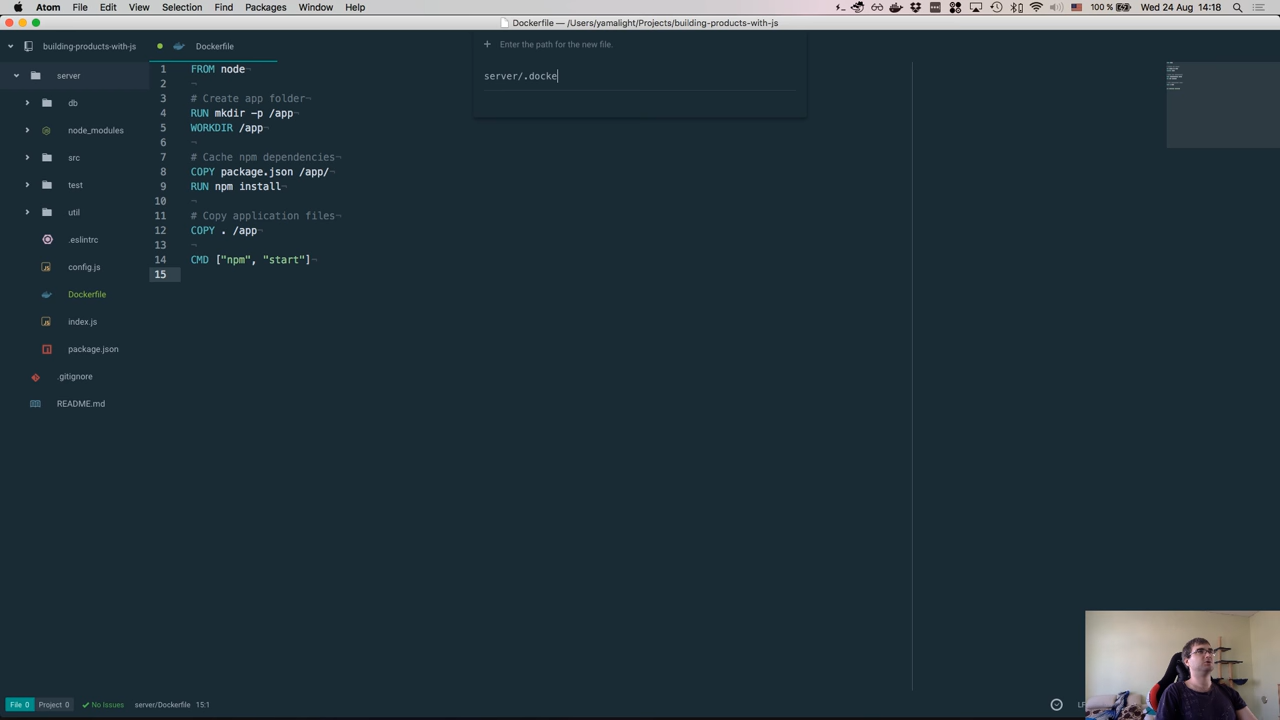 Atom File Edit View Selection Find Packages Window Help 100 % Wed 24 Aug 14:18
Dockerfile — /Users/yamalight/Projects/building-products-with-js
building-products-with-js
Dockerfile
Enter the path for the new file.
server/.docke
server
db
node_modules
src
test
util
.eslintrc
config.js
Dockerfile
index.js
package.json
.gitignore
README.md
1 FROM node¬
2 ¬
3 # Create app folder¬
4 RUN mkdir -p /app¬
5 WORKDIR /app¬
6 ¬
7 # Cache npm dependencies¬
8 COPY package.json /app/¬
9 RUN npm install¬
10 ¬
11 # Copy application files¬
12 COPY . /app¬
13 ¬
14 CMD ["npm", "start"]¬
15
File 0 Project 0 No Issues server/Dockerfile 15:1